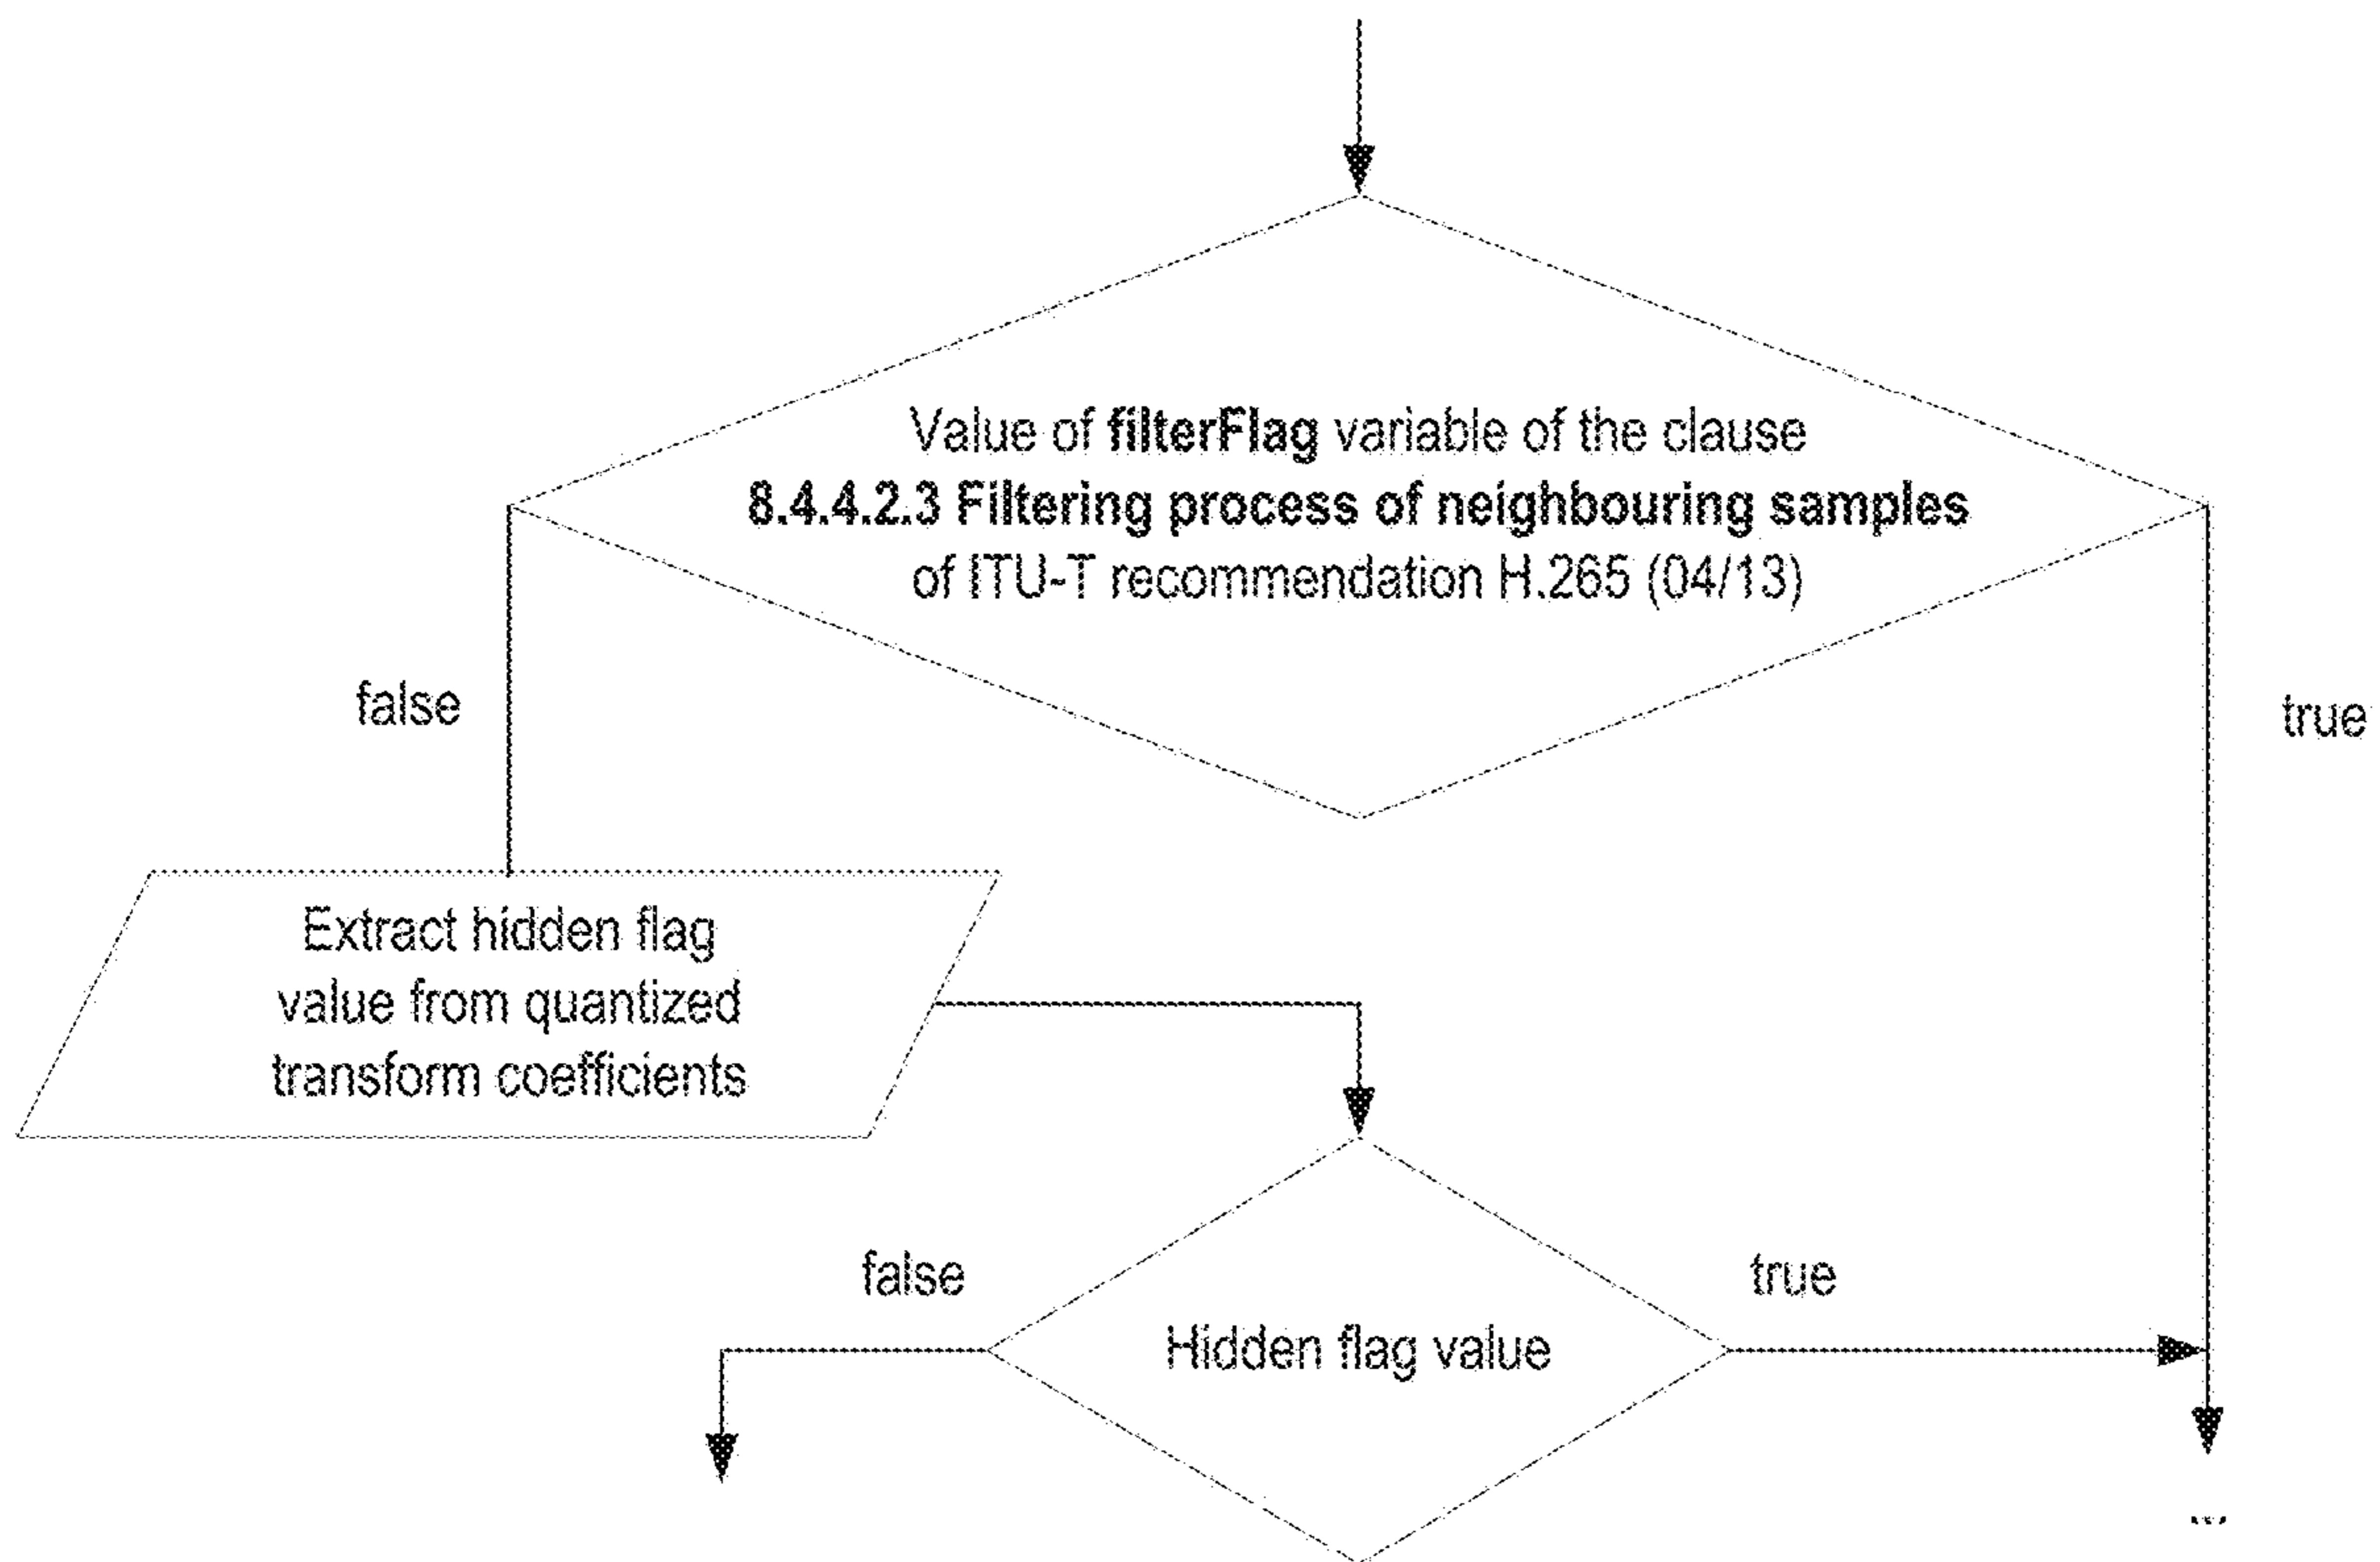 Value of filterFlag variable of the clause
8.4.4.2.3 Filtering process of neighbouring samples
of ITU-T recommendation H.265 (04/13)
false
true
Extract hidden flag
value from quantized
transform coefficients
false
true
Hidden flag value
...